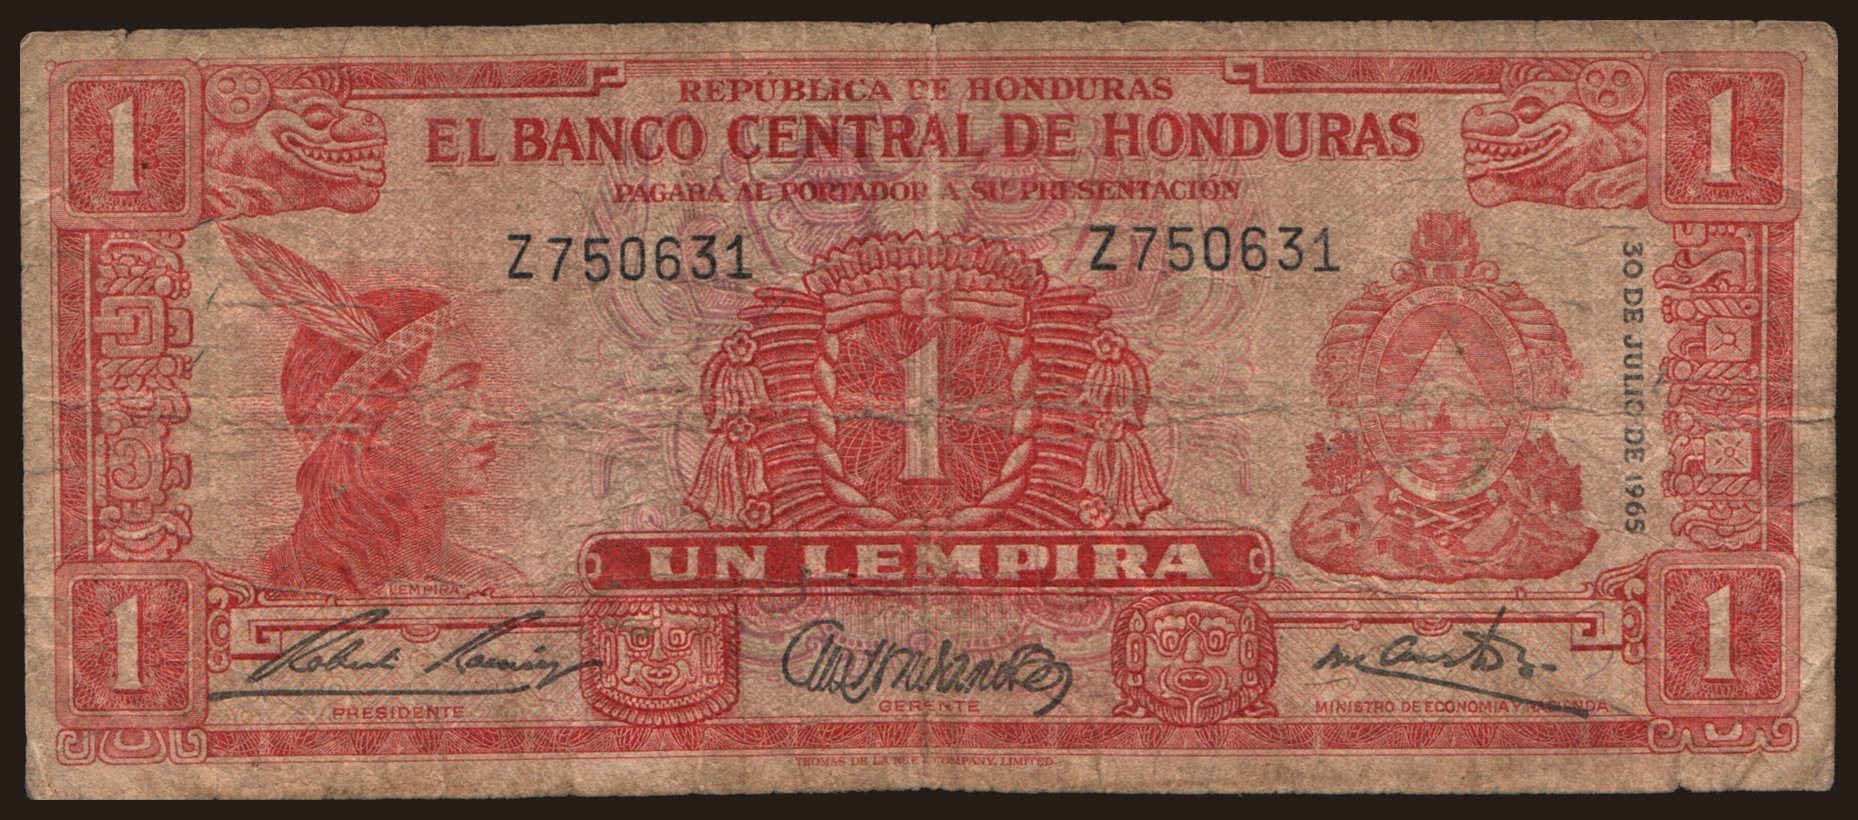 1 1
REPÚBLICA DE HONDURAS
EL BANCO CENTRAL DE HONDURAS
PAGARÁ AL PORTADOR A SU PRESENTACIÓN
Z750631 Z750631
30 DE JULIO DE 1965
1
UN LEMPIRA
LEMPIRA
1 1
PRESIDENTE GERENTE MINISTRO DE ECONOMIA Y HACIENDA
THOMAS DE LA RUE & COMPANY, LIMITED.